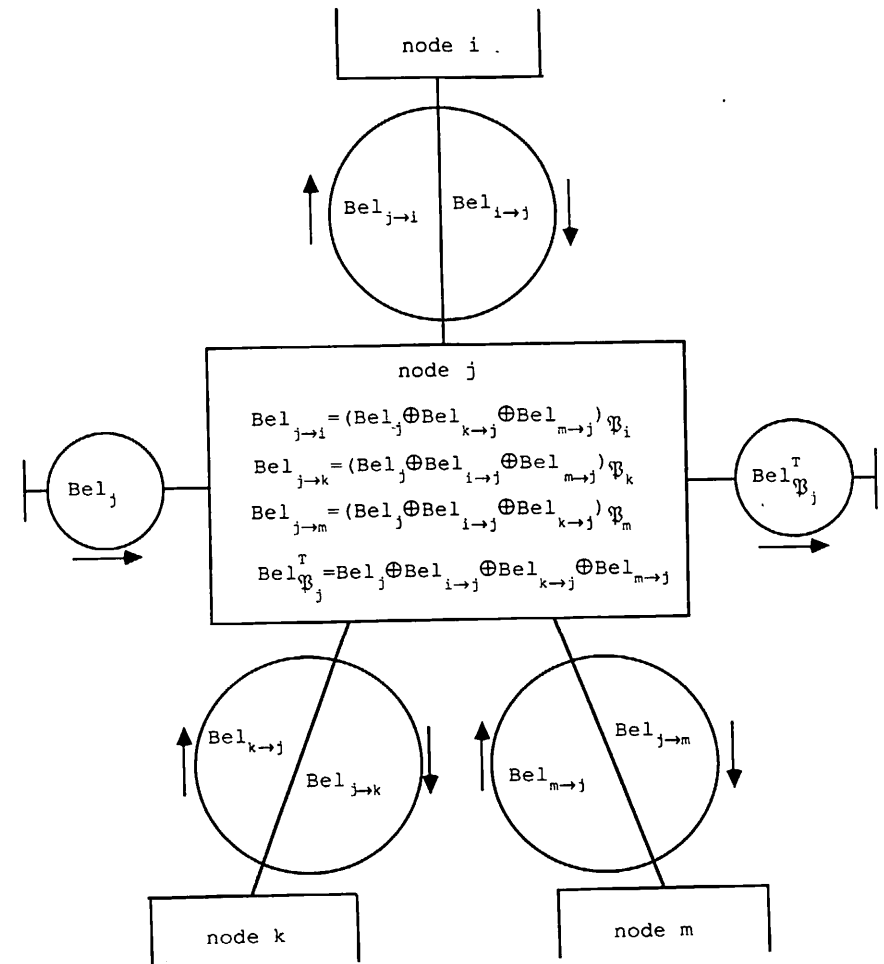 node i
Bel_{j→i} Bel_{i→j}
node j
Bel_{j→i}=(Bel_j⊕Bel_{k→j}⊕Bel_{m→j})_{𝔓_i}
Bel_{j→k}=(Bel_j⊕Bel_{i→j}⊕Bel_{m→j})_{𝔓_k}
Bel_{j→m}=(Bel_j⊕Bel_{i→j}⊕Bel_{k→j})_{𝔓_m}
Bel^T_{𝔓_j}=Bel_j⊕Bel_{i→j}⊕Bel_{k→j}⊕Bel_{m→j}
Bel_j
Bel^T_{𝔓_j}
Bel_{k→j}
Bel_{j→k}
Bel_{m→j}
Bel_{j→m}
node k
node m